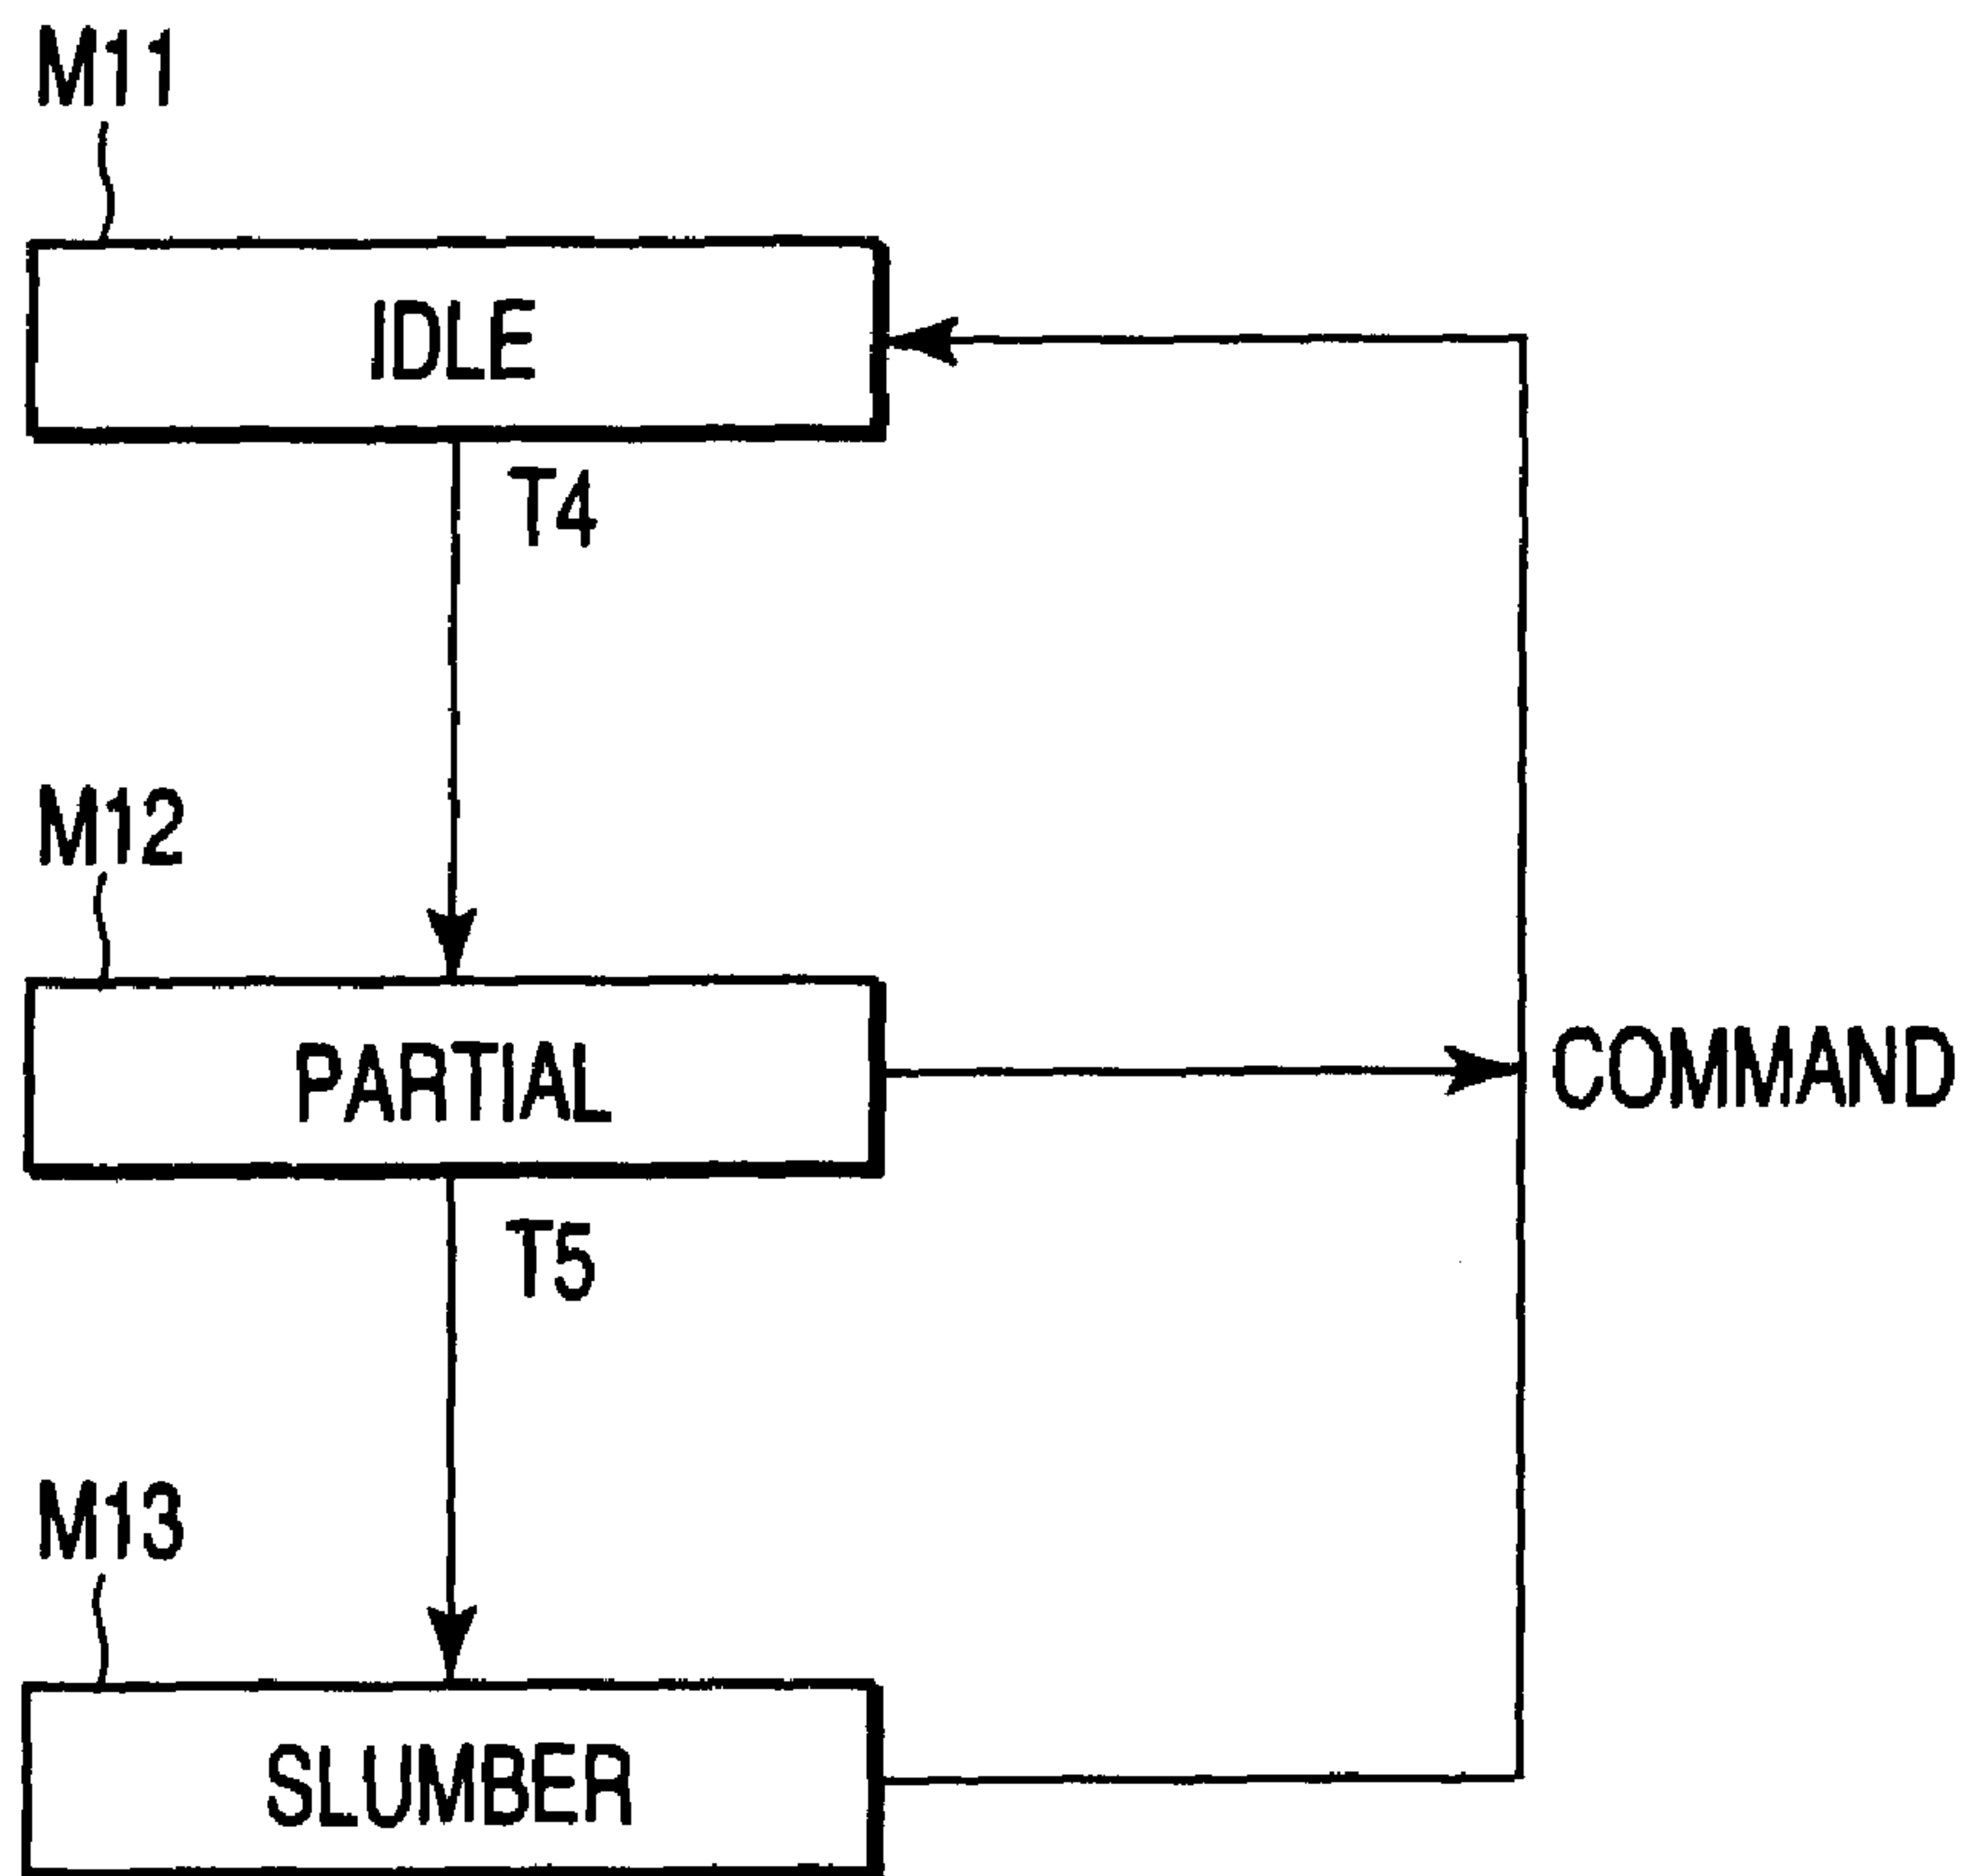 M11
IDLE
T4
M12
PARTIAL
COMMAND
T5
M13
SLUMBER